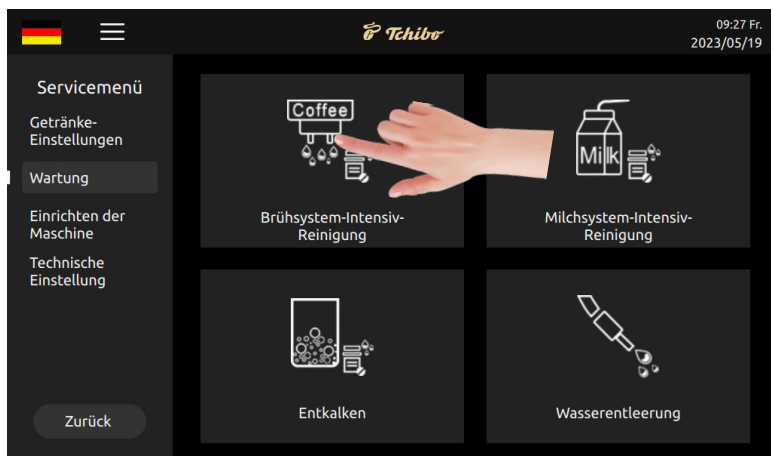 Tchibo
09:27 Fr.
2023/05/19
Servicemenü
Getränke-
Einstellungen
Wartung
Einrichten der
Maschine
Technische
Einstellung
Zurück
Coffee
Brühsystem-Intensiv-
Reinigung
Milk
Milchsystem-Intensiv-
Reinigung
Entkalken
Wasserentleerung